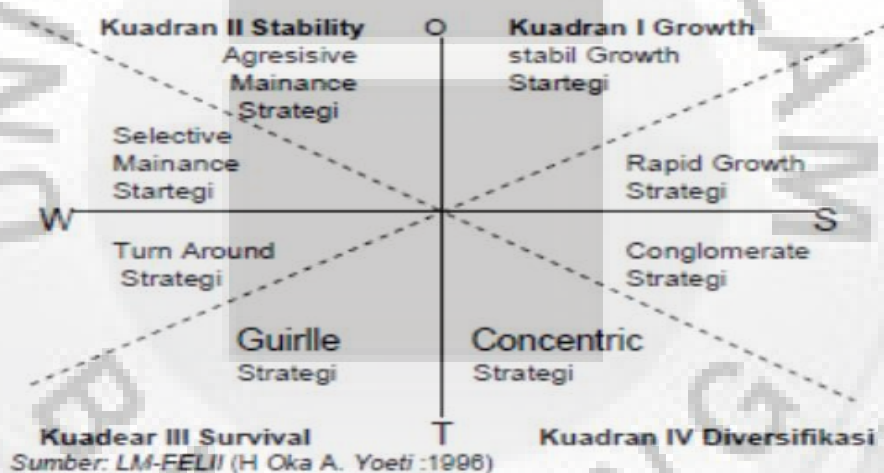 Kuadran II Stability
O
Kuadran I Growth
Agresisive
Mainance
Strategi
stabil Growth
Startegi
Selective
Mainance
Startegi
Rapid Growth
Strategi
W
S
Turn Around
Strategi
Conglomerate
Strategi
Guirlle
Strategi
Concentric
Strategi
Kuadear III Survival
T
Kuadran IV Diversifikasi
Sumber: LM-FELII (H Oka A. Yoeti :1996)